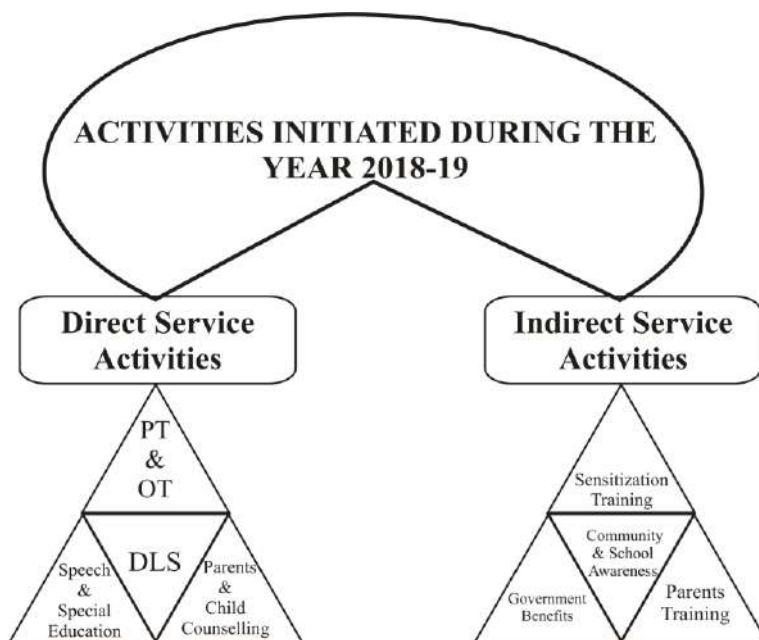 ACTIVITIES INITIATED DURING THE
YEAR 2018-19
Direct Service
Activities
PT
&
OT
Speech
&
Special
Education
DLS
Parents
&
Child
Counselling
Indirect Service
Activities
Sensitization
Training
Government
Benefits
Community
& School
Awareness
Parents
Training